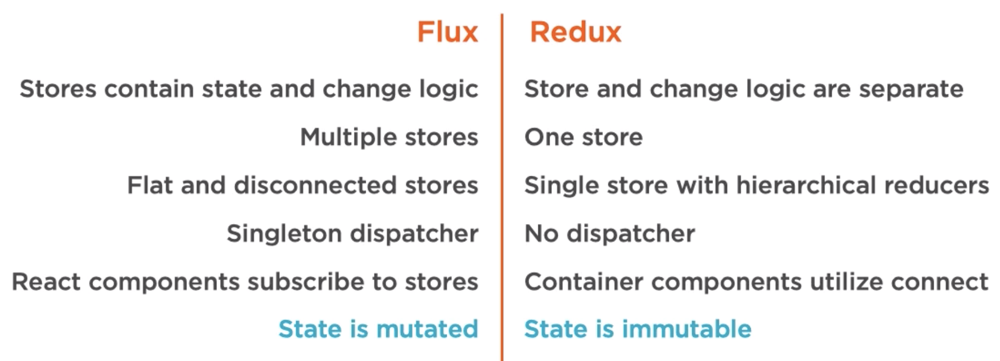 Flux
Redux
Stores contain state and change logic
Store and change logic are separate
Multiple stores
One store
Flat and disconnected stores
Single store with hierarchical reducers
Singleton dispatcher
No dispatcher
React components subscribe to stores
Container components utilize connect
State is mutated
State is immutable